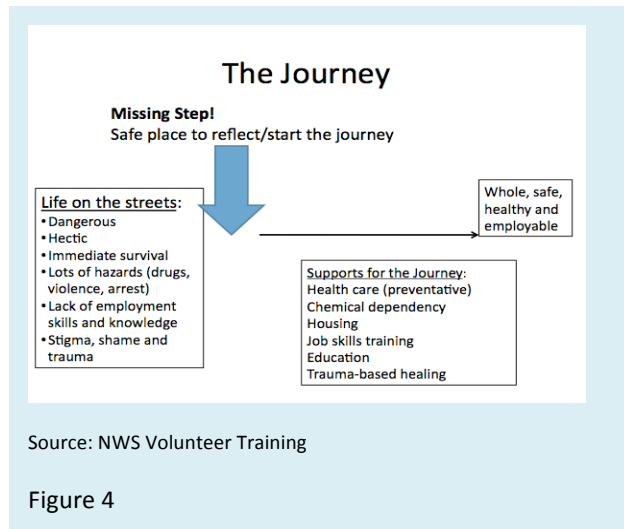 The Journey
Missing Step!
Safe place to reflect/start the journey
Life on the streets:
• Dangerous
• Hectic
• Immediate survival
• Lots of hazards (drugs,
violence, arrest)
• Lack of employment
skills and knowledge
• Stigma, shame and
trauma
Whole, safe,
healthy and
employable
Supports for the Journey:
Health care (preventative)
Chemical dependency
Housing
Job skills training
Education
Trauma-based healing
Source: NWS Volunteer Training
Figure 4